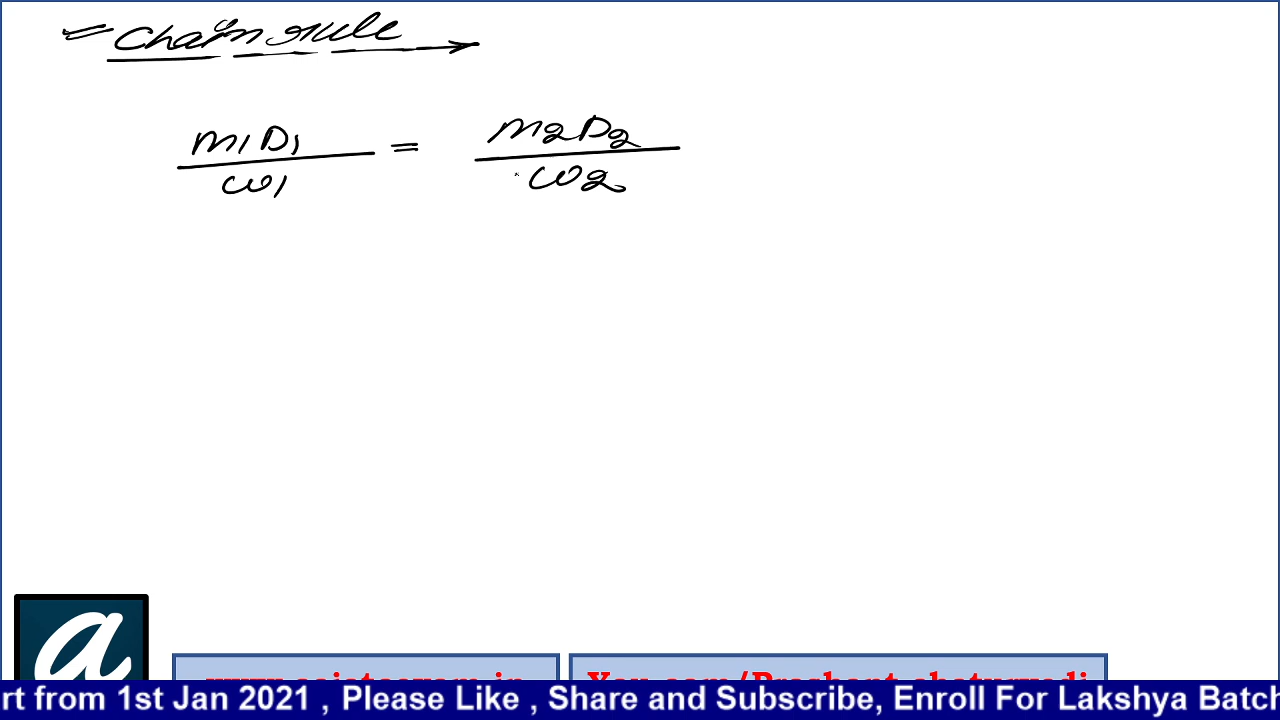 Chain rule
M1D1 = M2D2
W1 W2
a
rt from 1st Jan 2021 , Please Like , Share and Subscribe, Enroll For Lakshya Batch